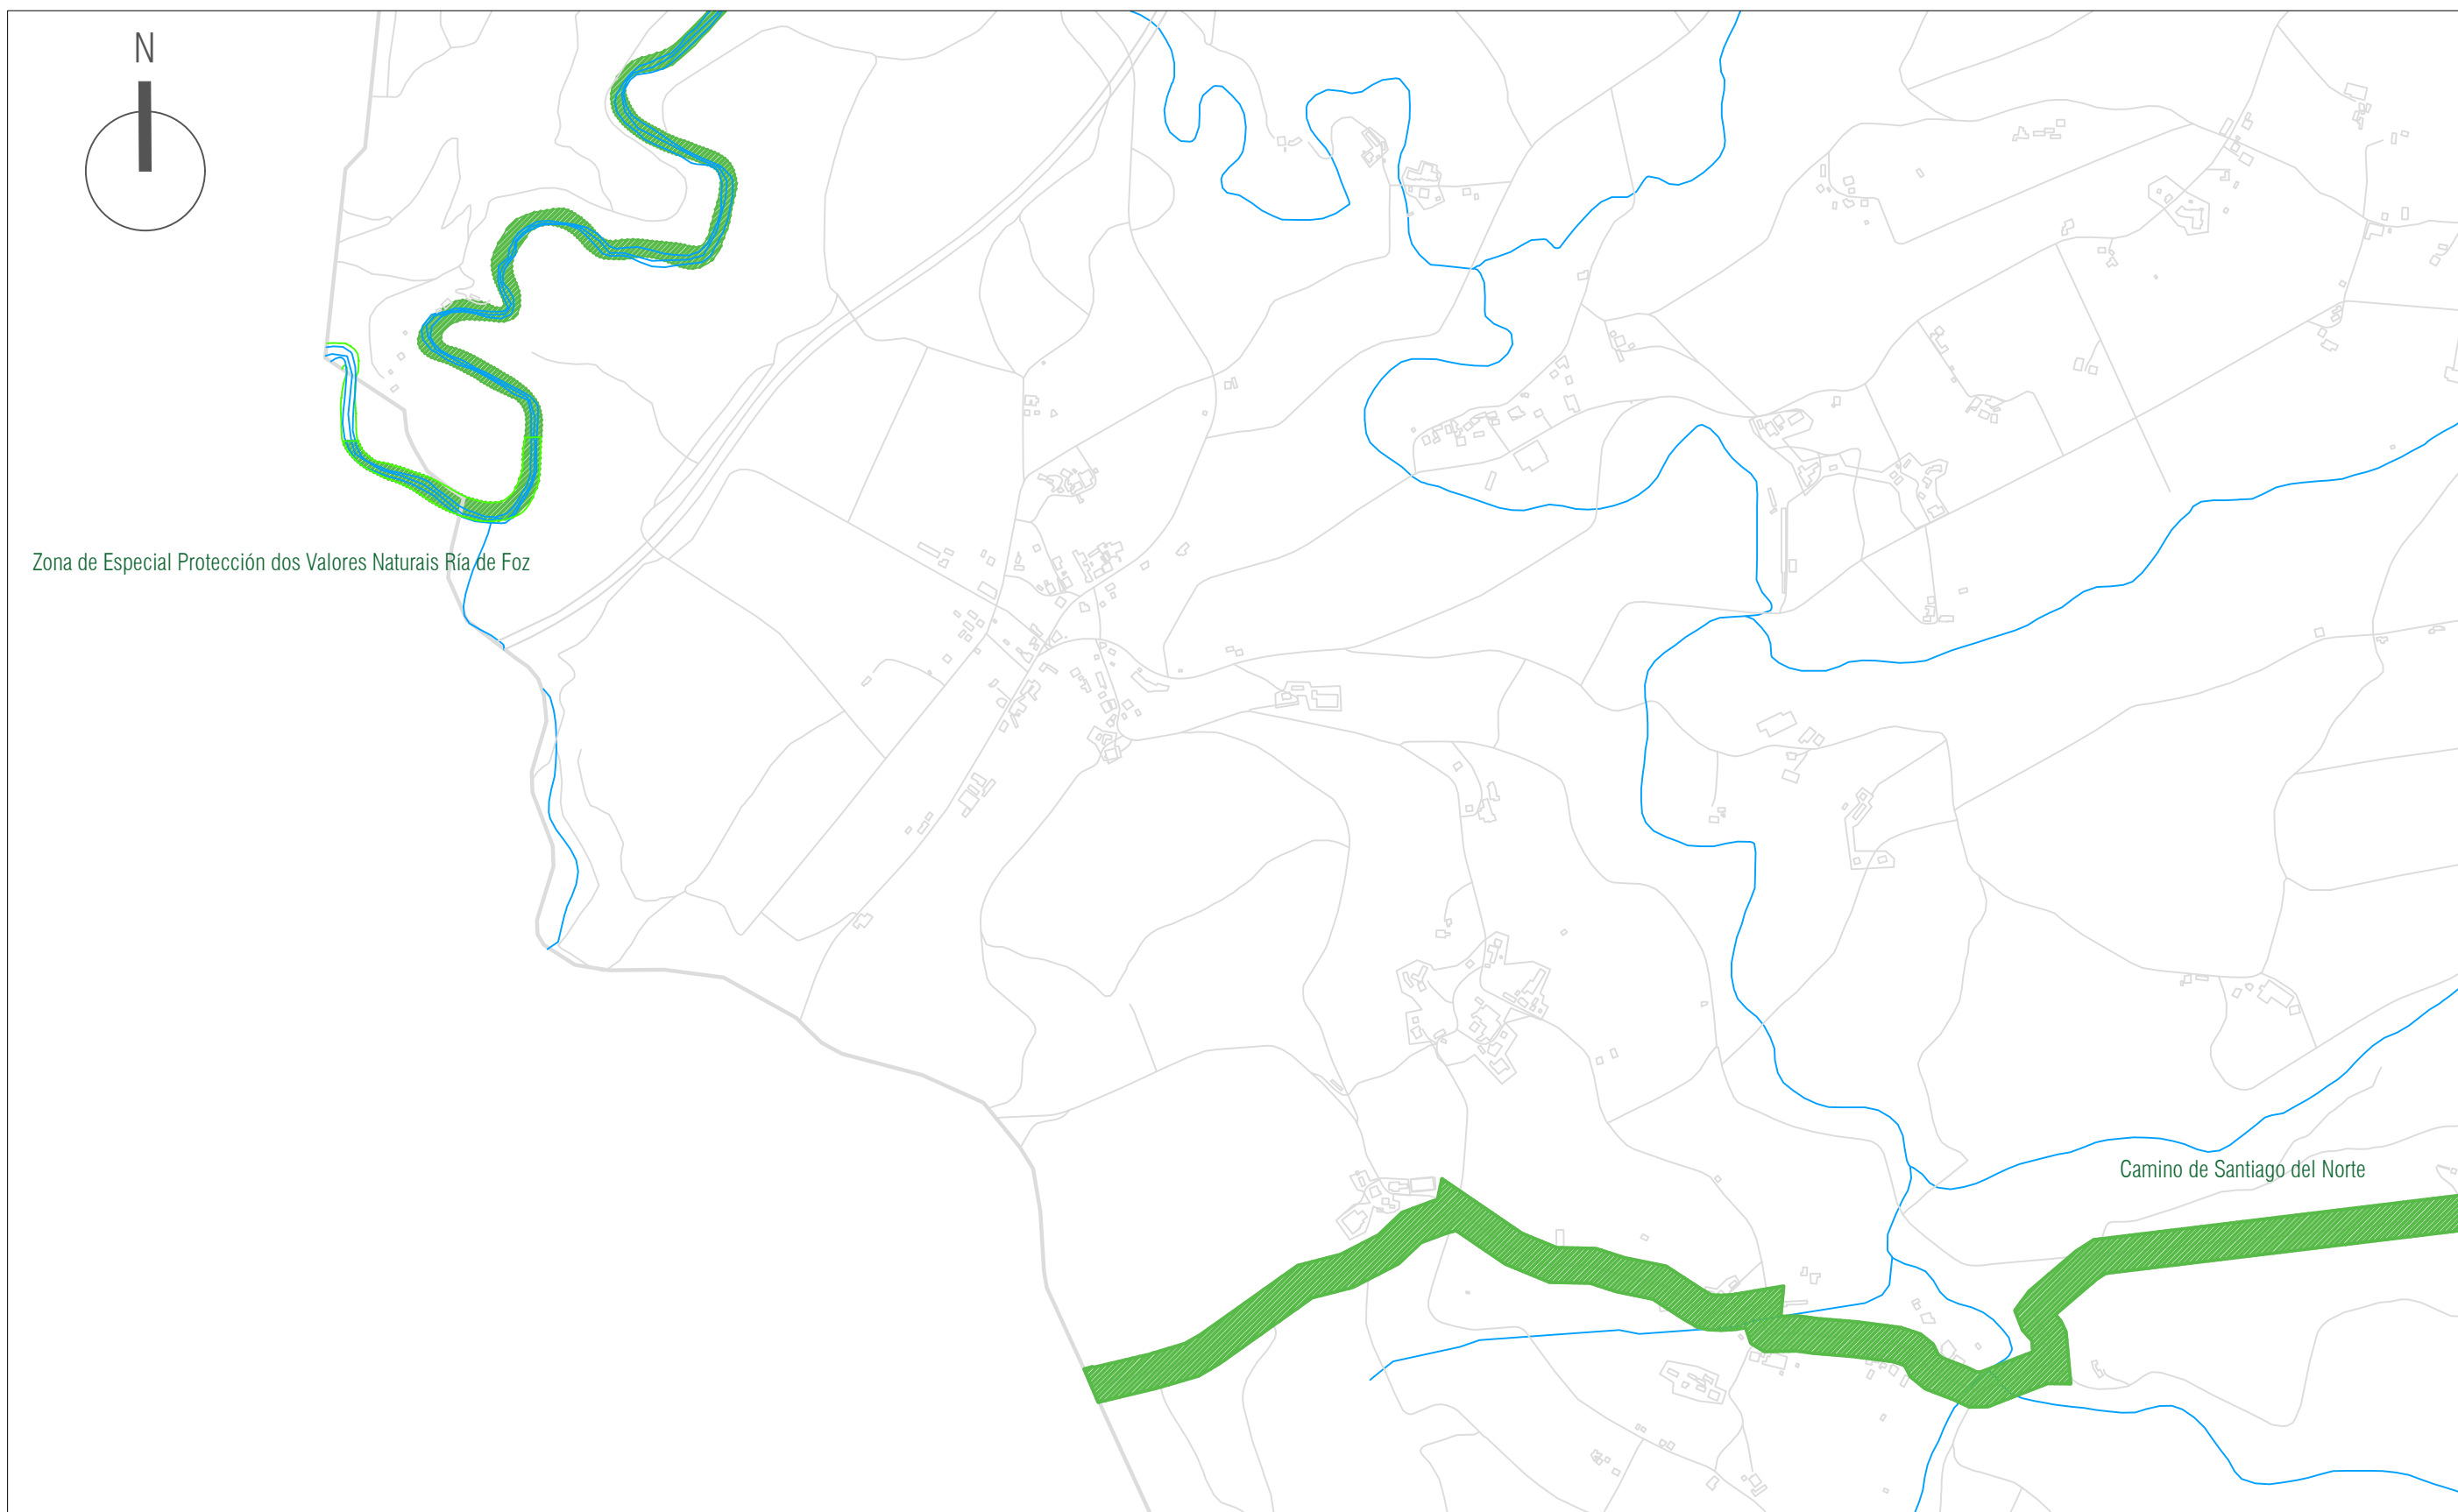 N
Zona de Especial Protección dos Valores Naturais Ría de Foz
Camino de Santiago del Norte